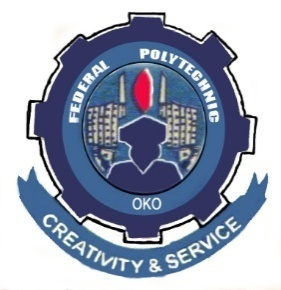 FEDERAL POLYTECHNIC
OKO
CREATIVITY & SERVICE